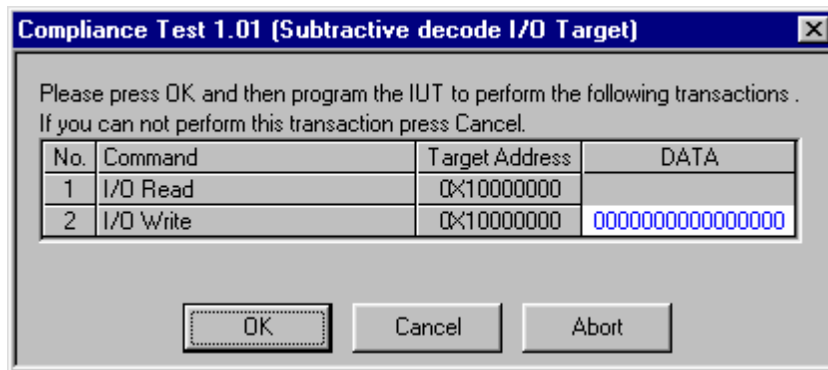 Compliance Test 1.01 (Subtractive decode I/O Target)
Please press OK and then program the IUT to perform the following transactions .
If you can not perform this transaction press Cancel.
No. Command Target Address DATA
1 I/O Read 0X10000000
2 I/O Write 0X10000000 0000000000000000
OK Cancel Abort